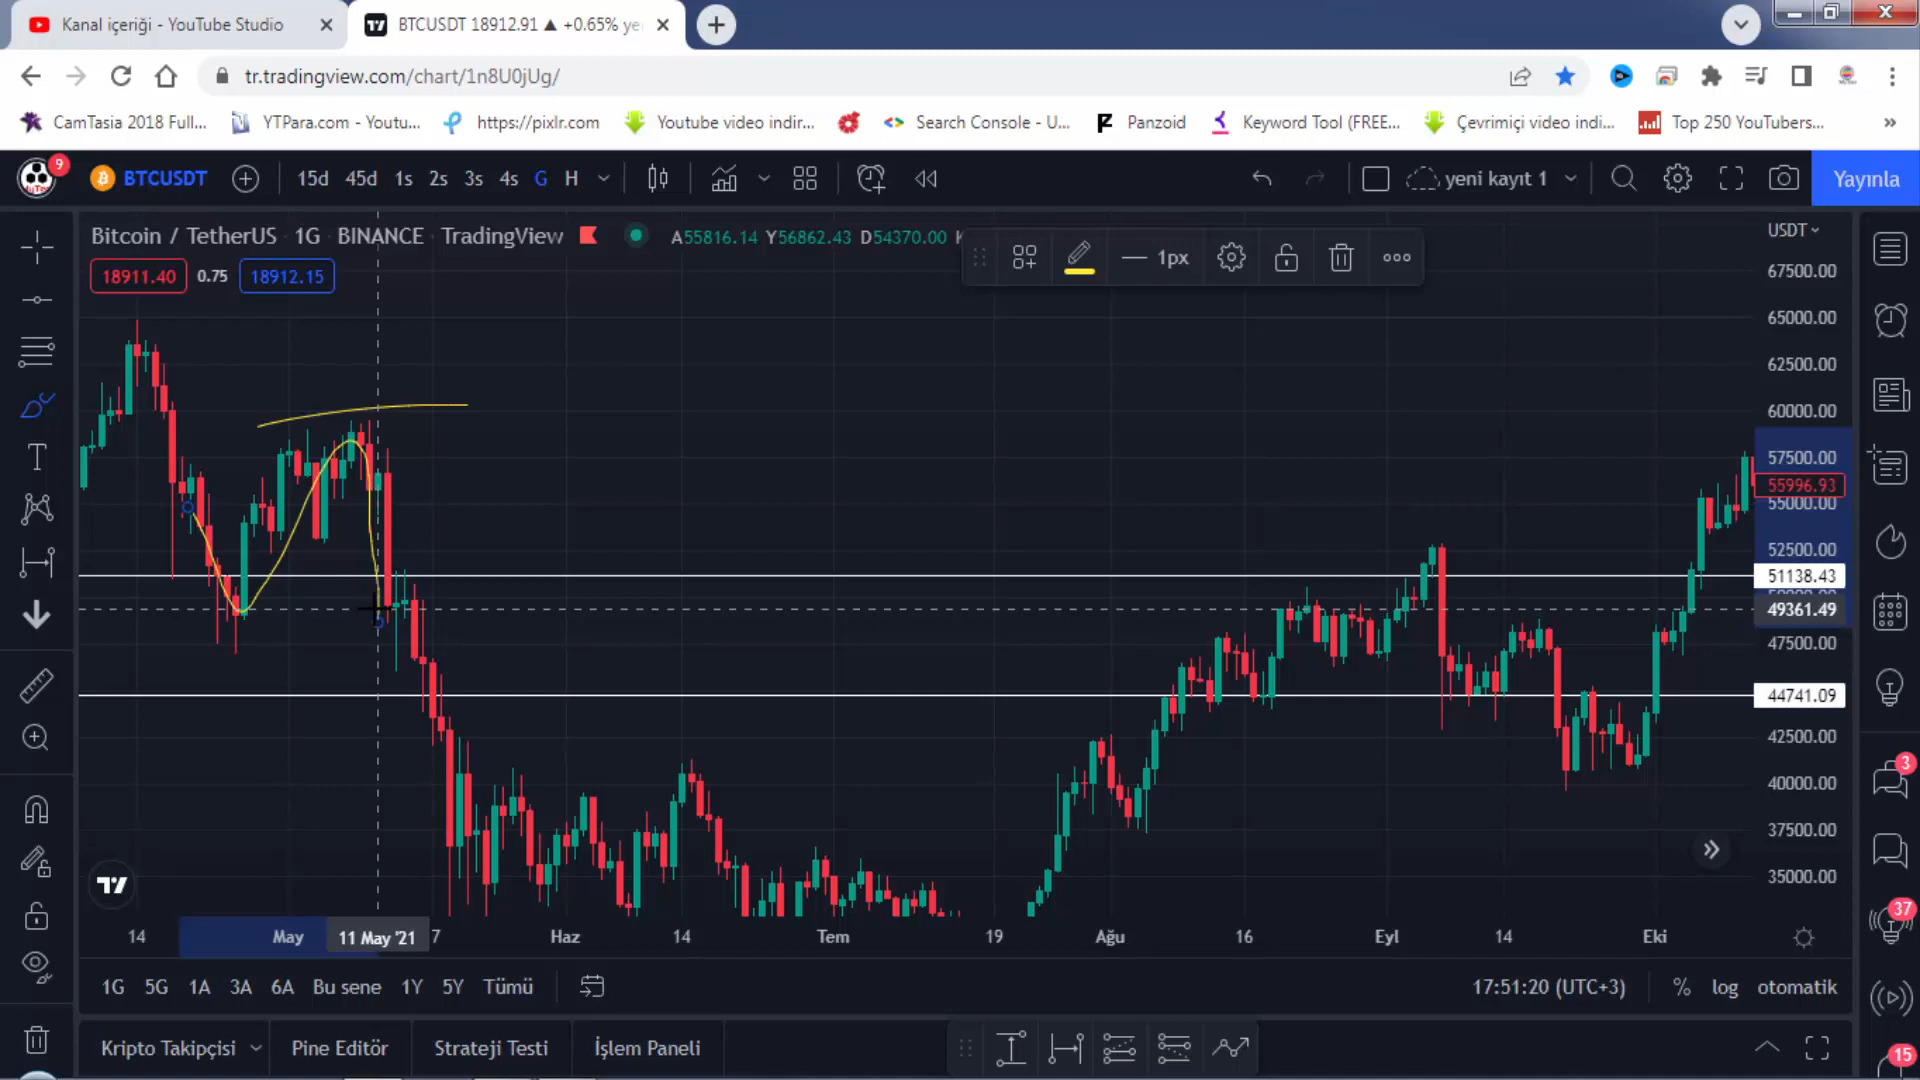 Kanal içeriği - YouTube Studio
BTCUSDT 18912.91 ▲ +0.65% ye
tr.tradingview.com/chart/1n8U0jUg/
CamTasia 2018 Full...
YTPara.com - Youtu...
https://pixlr.com
Youtube video indir...
Search Console - U...
Panzoid
Keyword Tool (FREE...
Çevrimiçi video indi...
Top 250 YouTubers...
»
9
BTCUSDT
15d 45d 1s 2s 3s 4s G H
yeni kayıt 1
Yayınla
Bitcoin / TetherUS 1G BINANCE TradingView
A55816.14 Y56862.43 D54370.00
1px
USDT
18911.40 0.75 18912.15
67500.00
65000.00
62500.00
60000.00
57500.00
55996.93
55000.00
52500.00
51138.43
49361.49
47500.00
44741.09
42500.00
40000.00
37500.00
35000.00
3
37
15
14 May 11 May '21 7 Haz 14 Tem 19 Ağu 16 Eyl 14 Eki
1G 5G 1A 3A 6A Bu sene 1Y 5Y Tümü
17:51:20 (UTC+3) % log otomatik
Kripto Takipçisi Pine Editör Strateji Testi İşlem Paneli